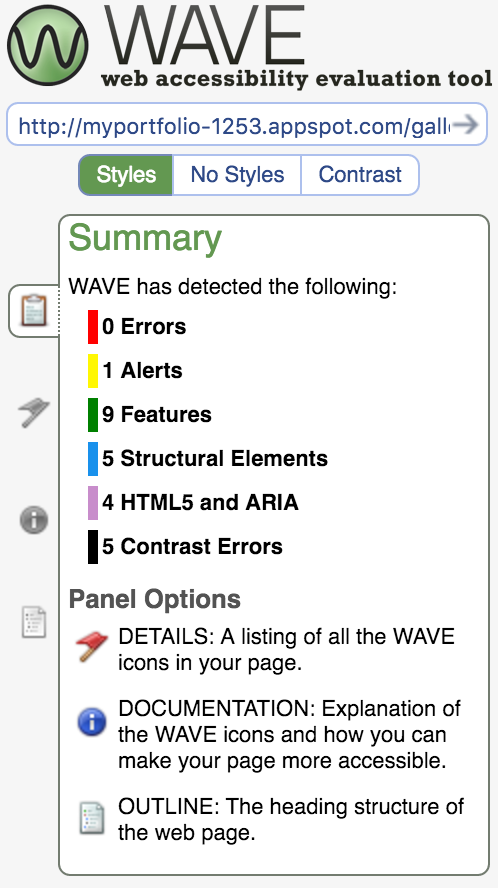 WAVE
web accessibility evaluation tool
http://myportfolio-1253.appspot.com/gall
Styles No Styles Contrast
Summary
WAVE has detected the following:
0 Errors
1 Alerts
9 Features
5 Structural Elements
4 HTML5 and ARIA
5 Contrast Errors
Panel Options
DETAILS: A listing of all the WAVE
icons in your page.
DOCUMENTATION: Explanation of
the WAVE icons and how you can
make your page more accessible.
OUTLINE: The heading structure of
the web page.